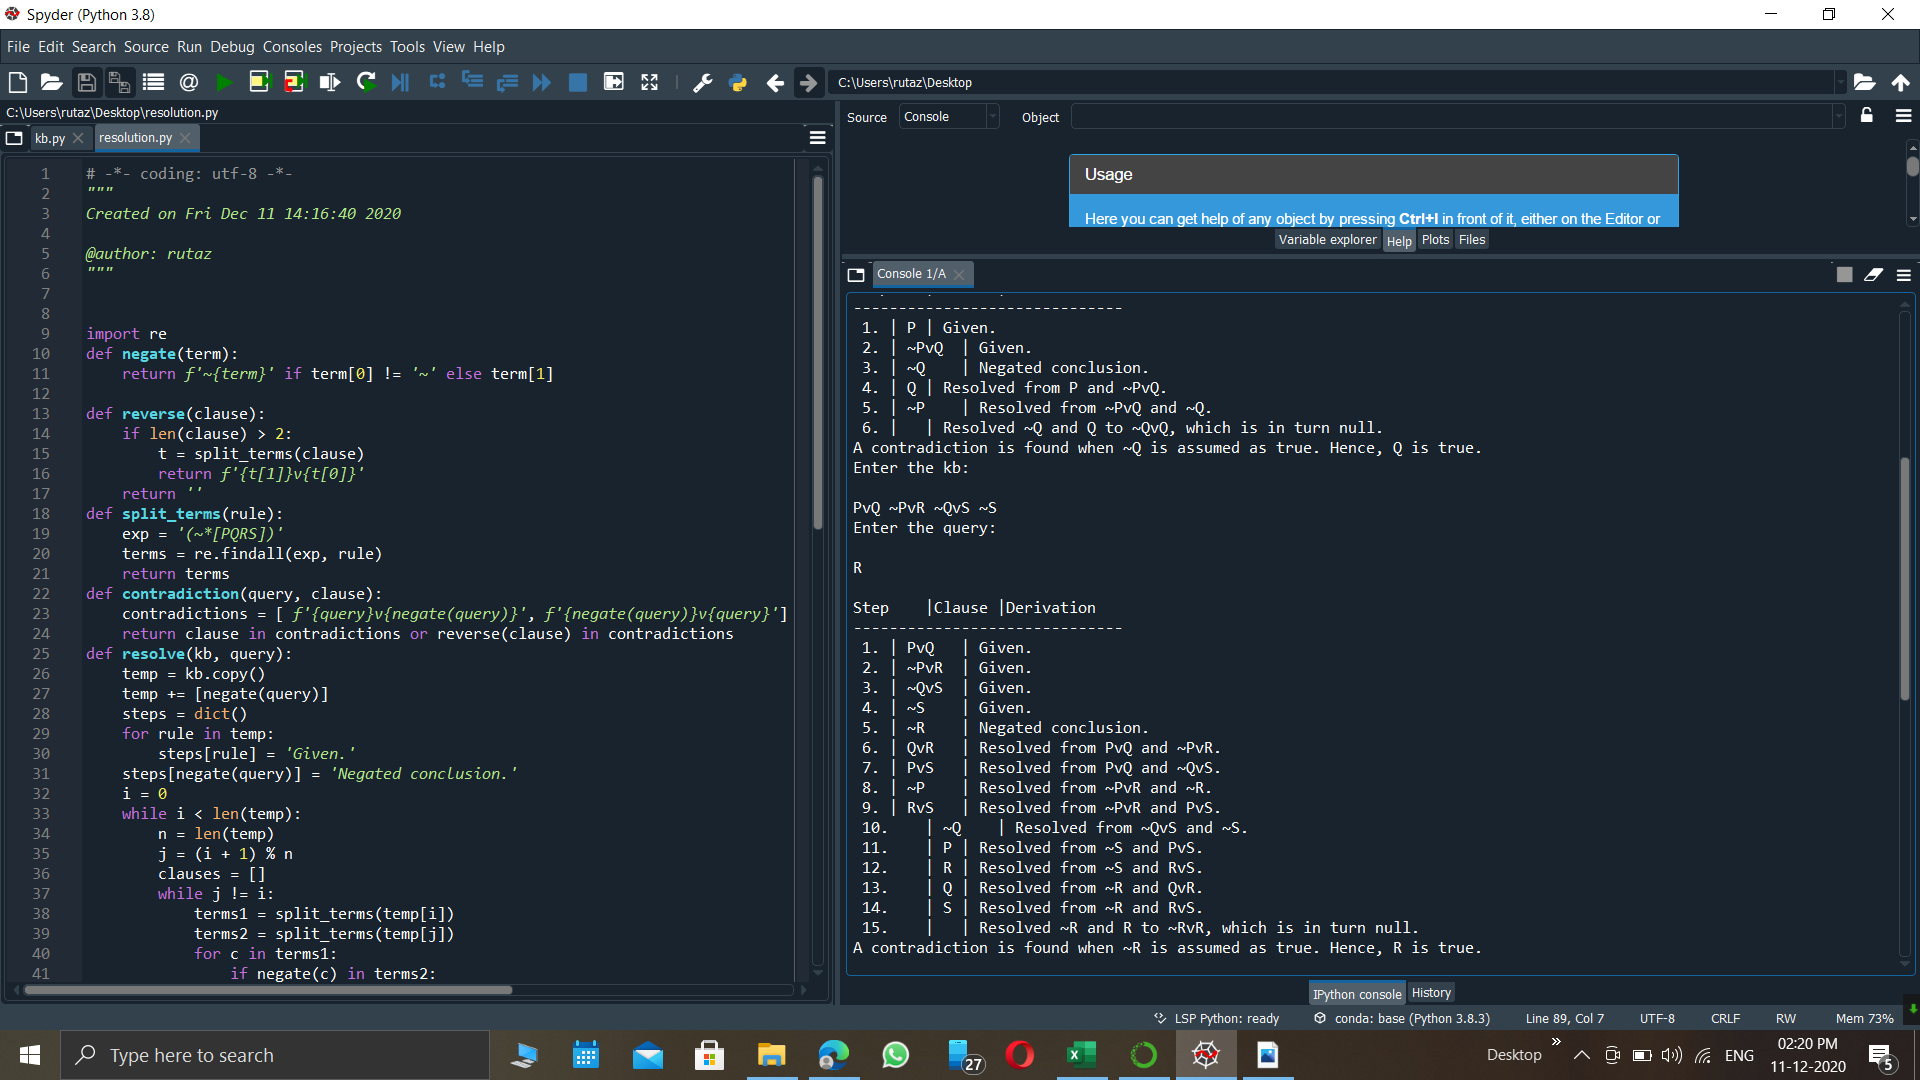 Spyder (Python 3.8)
File Edit Search Source Run Debug Consoles Projects Tools View Help
C:\Users\rutaz\Desktop
C:\Users\rutaz\Desktop\resolution.py
kb.py
resolution.py
1 # -*- coding: utf-8 -*-
2 """
3 Created on Fri Dec 11 14:16:40 2020
4
5 @author: rutaz
6 """
7
8
9 import re
10 def negate(term):
11     return f'~{term}' if term[0] != '~' else term[1]
12
13 def reverse(clause):
14     if len(clause) > 2:
15         t = split_terms(clause)
16         return f'{t[1]}v{t[0]}'
17     return ''
18 def split_terms(rule):
19     exp = '(~*[PQRS])'
20     terms = re.findall(exp, rule)
21     return terms
22 def contradiction(query, clause):
23     contradictions = [ f'{query}v{negate(query)}', f'{negate(query)}v{query}']
24     return clause in contradictions or reverse(clause) in contradictions
25 def resolve(kb, query):
26     temp = kb.copy()
27     temp += [negate(query)]
28     steps = dict()
29     for rule in temp:
30         steps[rule] = 'Given.'
31     steps[negate(query)] = 'Negated conclusion.'
32     i = 0
33     while i < len(temp):
34         n = len(temp)
35         j = (i + 1) % n
36         clauses = []
37         while j != i:
38             terms1 = split_terms(temp[i])
39             terms2 = split_terms(temp[j])
40             for c in terms1:
41                 if negate(c) in terms2:
Source Console Object
Usage
Here you can get help of any object by pressing Ctrl+I in front of it, either on the Editor or
Variable explorer Help Plots Files
Console 1/A
------------------------------
1. | P | Given.
2. | ~PvQ | Given.
3. | ~Q | Negated conclusion.
4. | Q | Resolved from P and ~PvQ.
5. | ~P | Resolved from ~PvQ and ~Q.
6. | | Resolved ~Q and Q to ~QvQ, which is in turn null.
A contradiction is found when ~Q is assumed as true. Hence, Q is true.
Enter the kb:
PvQ ~PvR ~QvS ~S
Enter the query:
R
Step |Clause |Derivation
------------------------------
1. | PvQ | Given.
2. | ~PvR | Given.
3. | ~QvS | Given.
4. | ~S | Given.
5. | ~R | Negated conclusion.
6. | QvR | Resolved from PvQ and ~PvR.
7. | PvS | Resolved from PvQ and ~QvS.
8. | ~P | Resolved from ~PvR and ~R.
9. | RvS | Resolved from ~PvR and PvS.
10. | ~Q | Resolved from ~QvS and ~S.
11. | P | Resolved from ~S and PvS.
12. | R | Resolved from ~S and RvS.
13. | Q | Resolved from ~R and QvR.
14. | S | Resolved from ~R and RvS.
15. | | Resolved ~R and R to ~RvR, which is in turn null.
A contradiction is found when ~R is assumed as true. Hence, R is true.
IPython console History
LSP Python: ready conda: base (Python 3.8.3) Line 89, Col 7 UTF-8 CRLF RW Mem 73%
Type here to search
27
Desktop
ENG
02:20 PM
11-12-2020
5